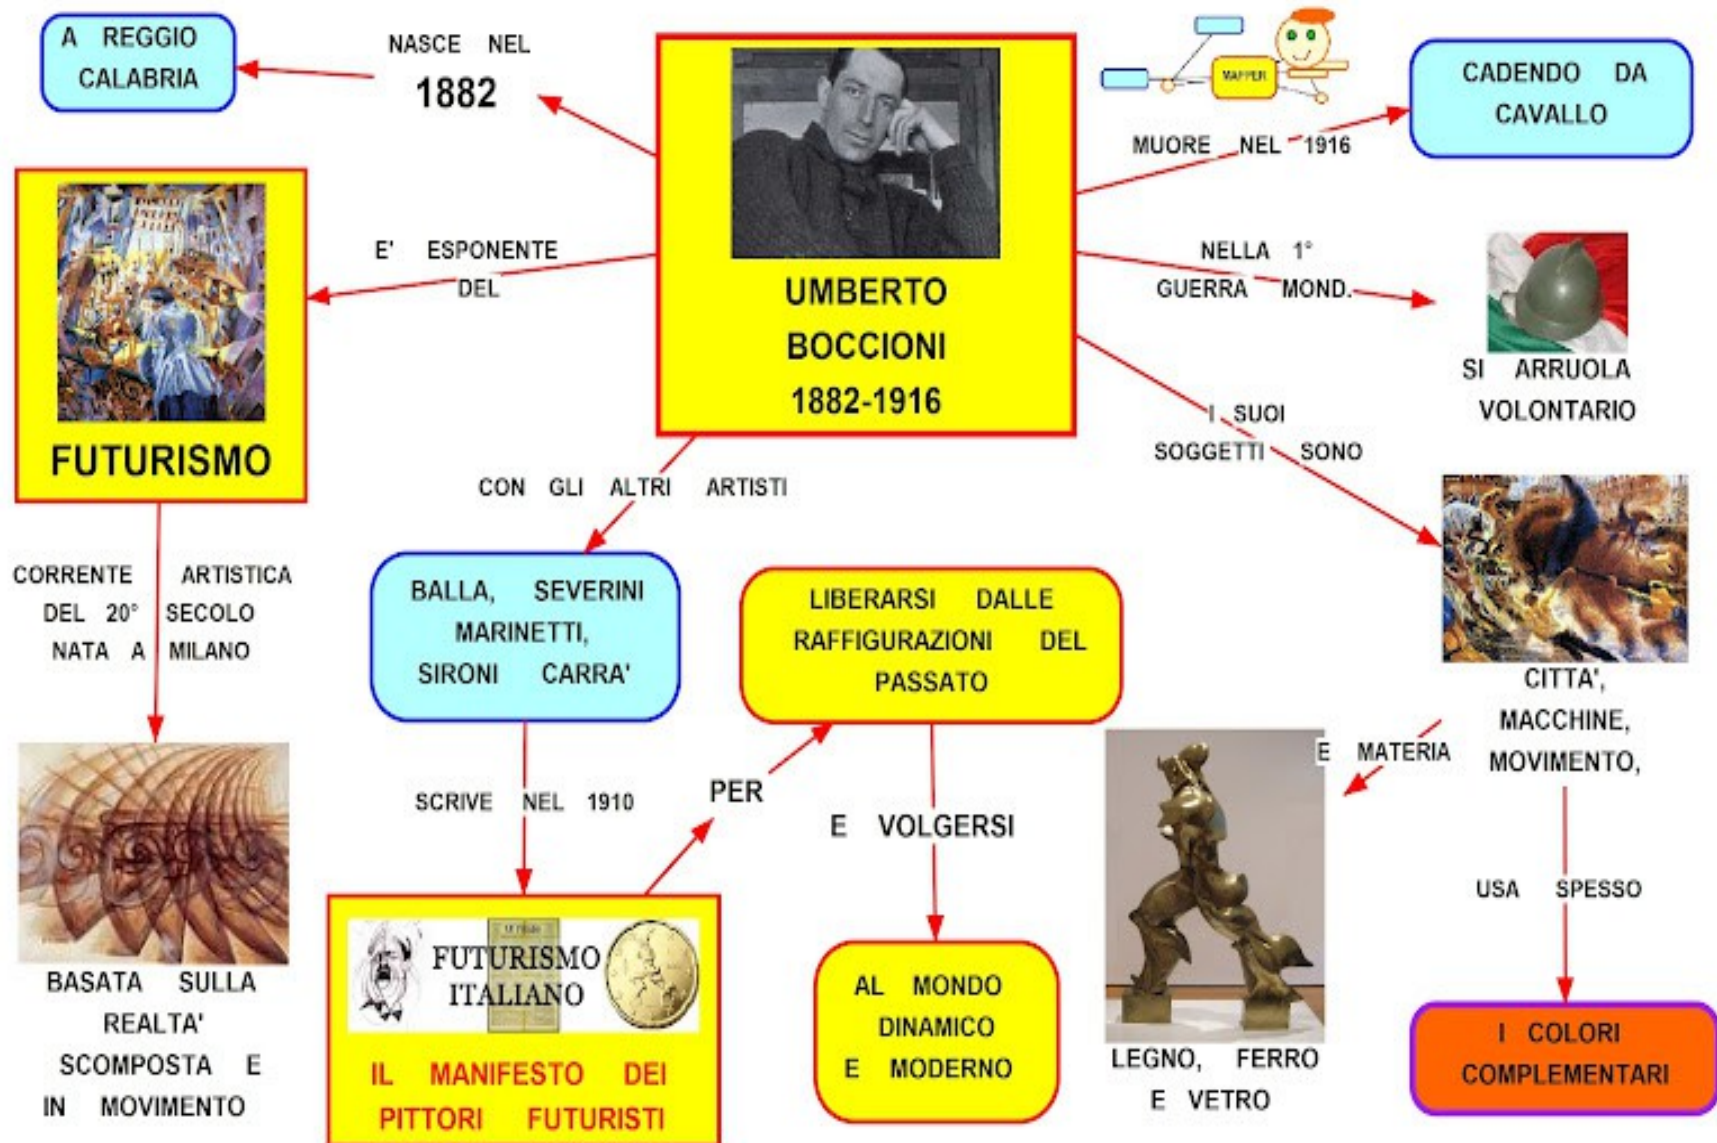 A REGGIO
CALABRIA
NASCE NEL
1882
UMBERTO
BOCCIONI
1882-1916
MAPPER
MUORE NEL 1916
CADENDO DA
CAVALLO
E' ESPONENTE
DEL
FUTURISMO
NELLA 1°
GUERRA MOND.
SI ARRUOLA
VOLONTARIO
I SUOI
SOGGETTI SONO
CON GLI ALTRI ARTISTI
CORRENTE ARTISTICA
DEL 20° SECOLO
NATA A MILANO
BALLA, SEVERINI
MARINETTI,
SIRONI CARRA'
LIBERARSI DALLE
RAFFIGURAZIONI DEL
PASSATO
CITTA',
MACCHINE,
MOVIMENTO,
E MATERIA
SCRIVE NEL 1910
PER
E VOLGERSI
USA SPESSO
BASATA SULLA
REALTA'
SCOMPOSTA E
IN MOVIMENTO
FUTURISMO
ITALIANO
IL MANIFESTO DEI
PITTORI FUTURISTI
AL MONDO
DINAMICO
E MODERNO
LEGNO, FERRO
E VETRO
I COLORI
COMPLEMENTARI